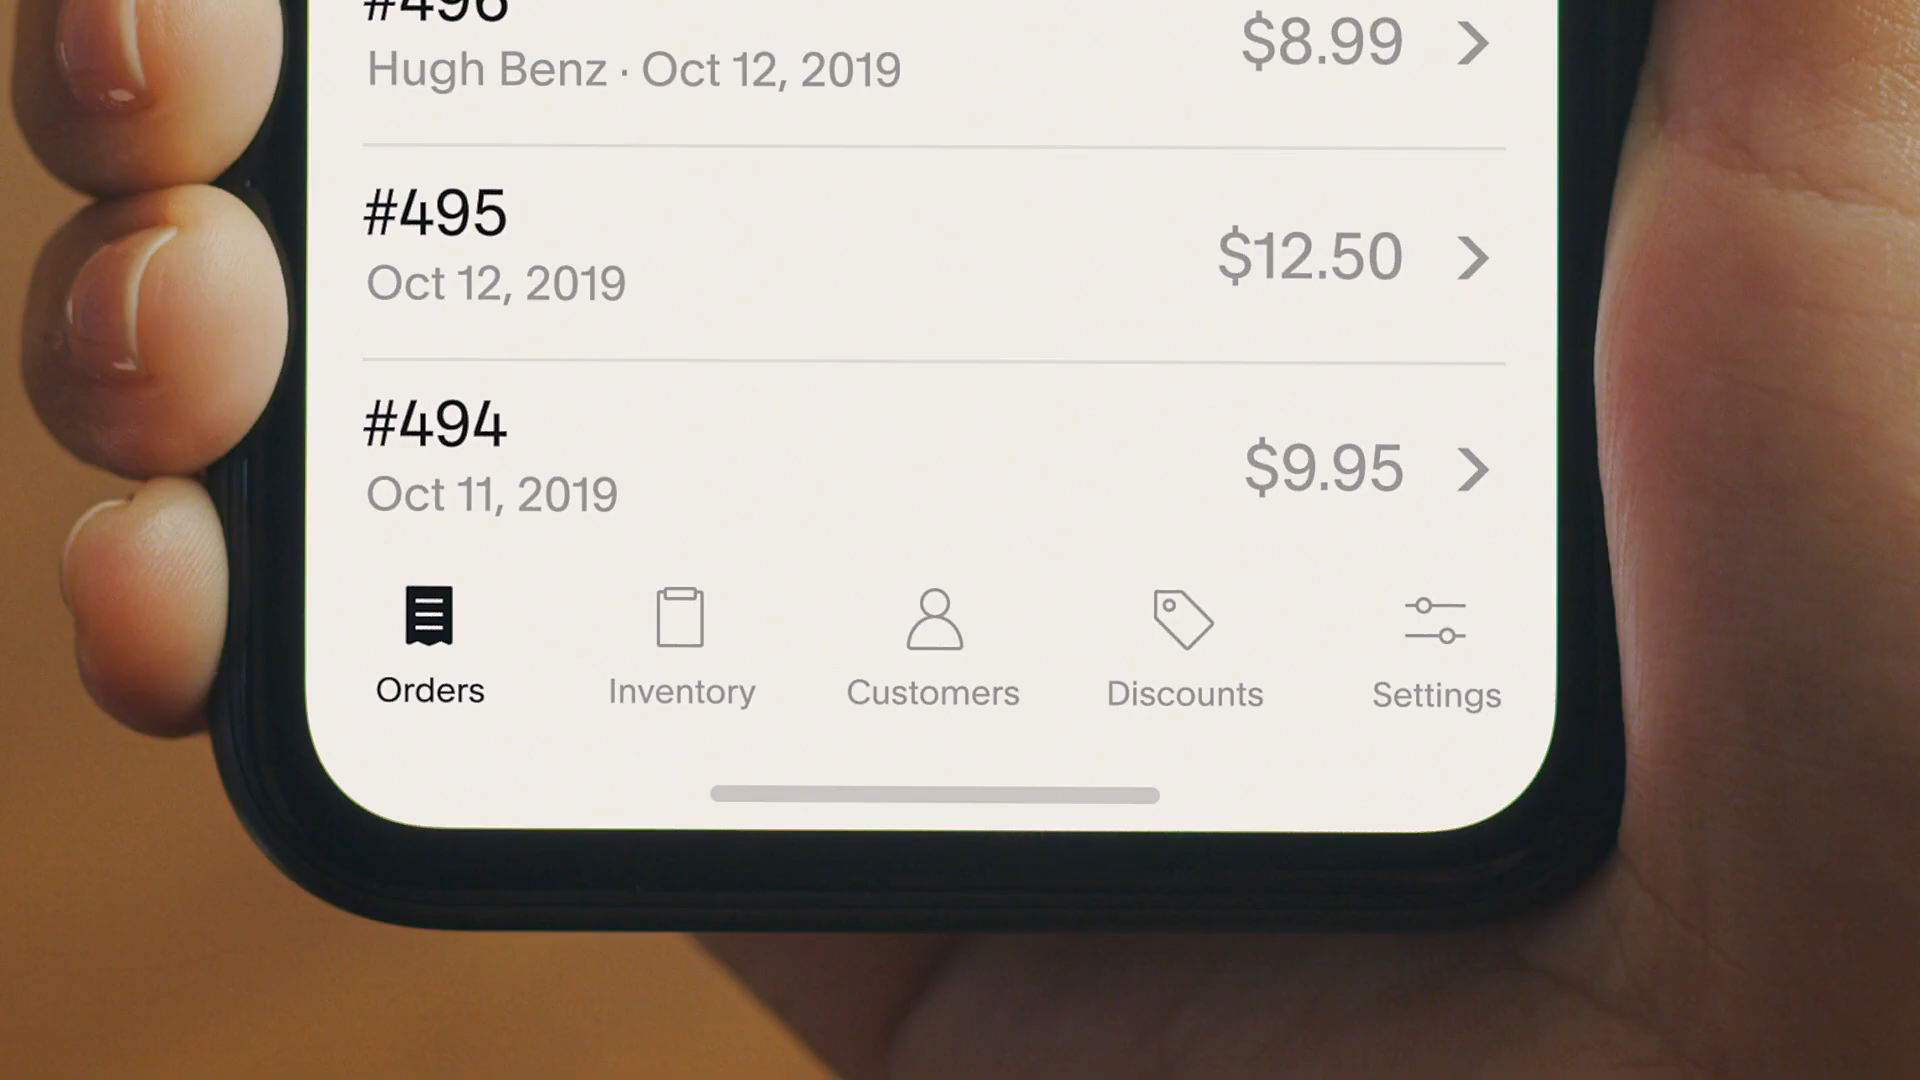 #496
Hugh Benz · Oct 12, 2019
$8.99
#495
Oct 12, 2019
$12.50
#494
Oct 11, 2019
$9.95
Orders
Inventory
Customers
Discounts
Settings